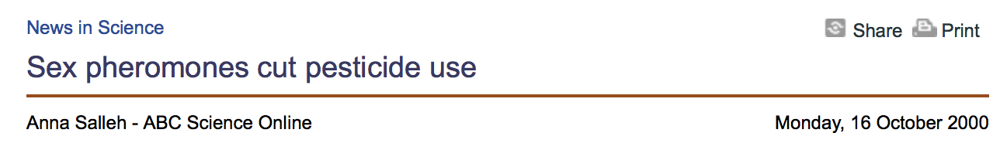 News in Science
Share Print
Sex pheromones cut pesticide use
Anna Salleh - ABC Science Online
Monday, 16 October 2000